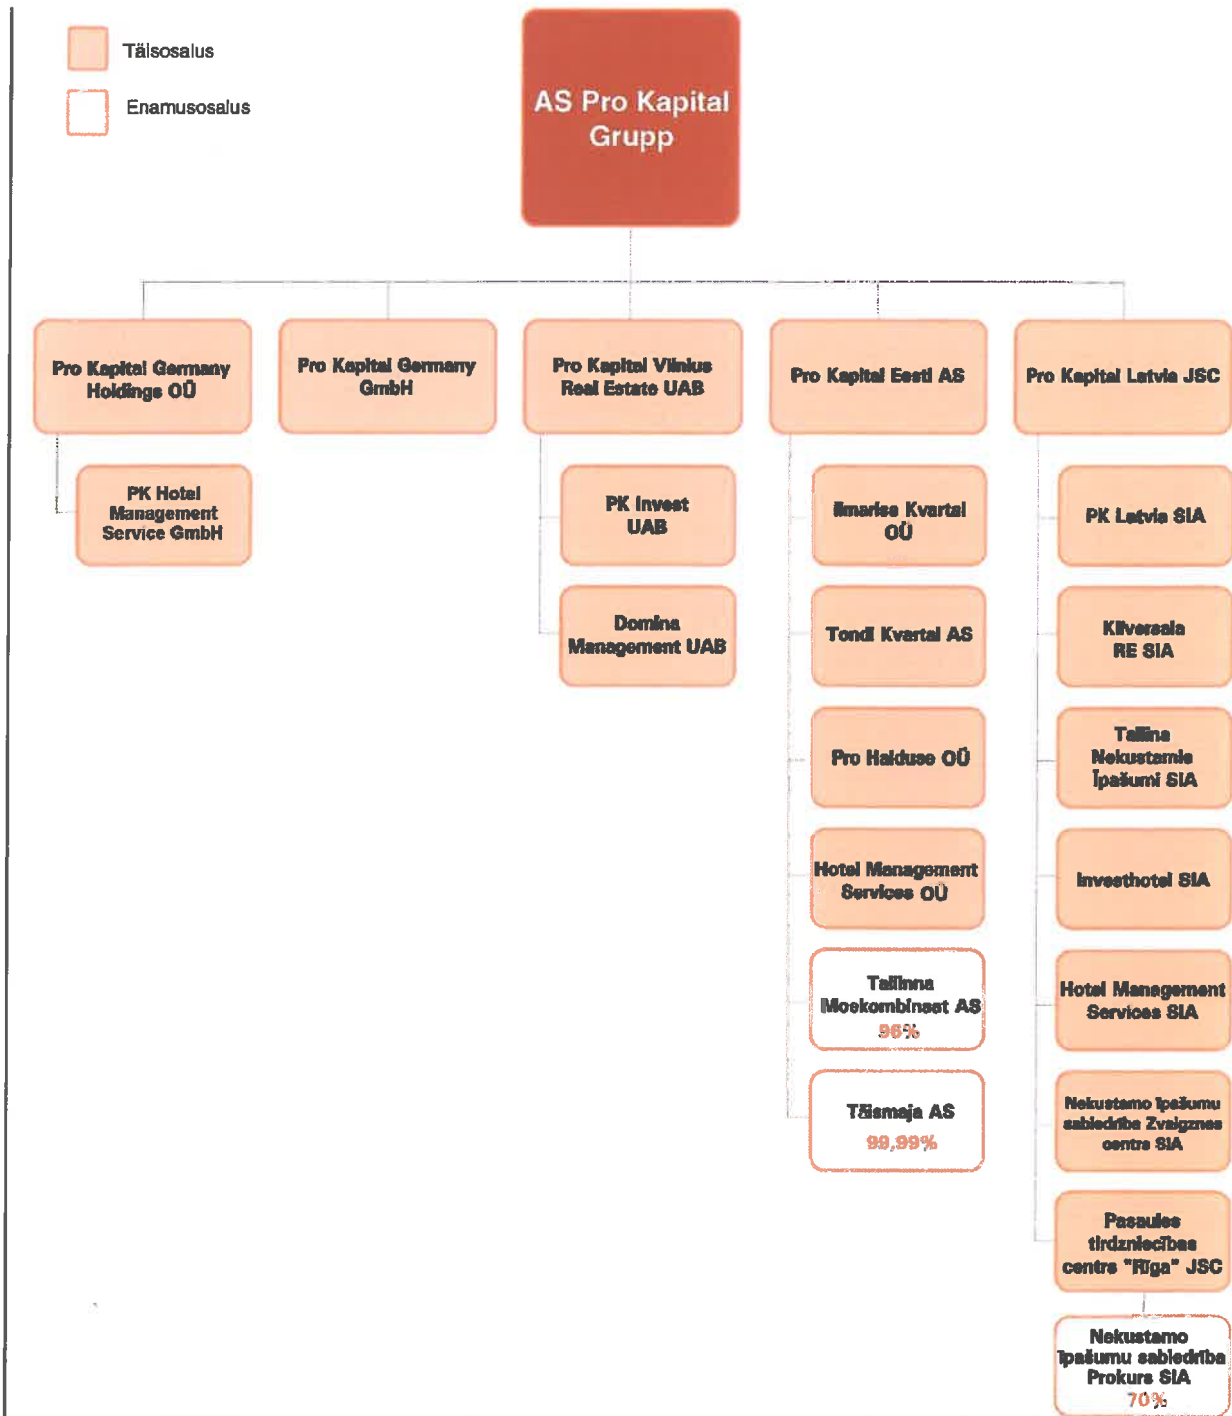 Täisosalus
Enamusosalus
AS Pro Kapital
Grupp
Pro Kapital Germany
Holdings OÜ
Pro Kapital Germany
GmbH
Pro Kapital Vilnius
Real Estate UAB
Pro Kapital Eesti AS
Pro Kapital Latvia JSC
PK Hotel
Management
Service GmbH
PK Invest
UAB
Domina
Management UAB
Ilmarise Kvartal
OÜ
Tondi Kvartal AS
Pro Halduse OÜ
Hotel Management
Services OÜ
Tallinna
Moekombinaat AS
96%
Täismaja AS
99,99%
PK Latvia SIA
Kliversala
RE SIA
Tallina
Nekustamie
Īpašumi SIA
Investhotel SIA
Hotel Management
Services SIA
Nekustamo īpašumu
sabiedrība Zvaigznes
centrs SIA
Pasaules
tirdzniecības
centrs "Rīga" JSC
Nekustamo
īpašumu sabiedrība
Prokurs SIA
70%